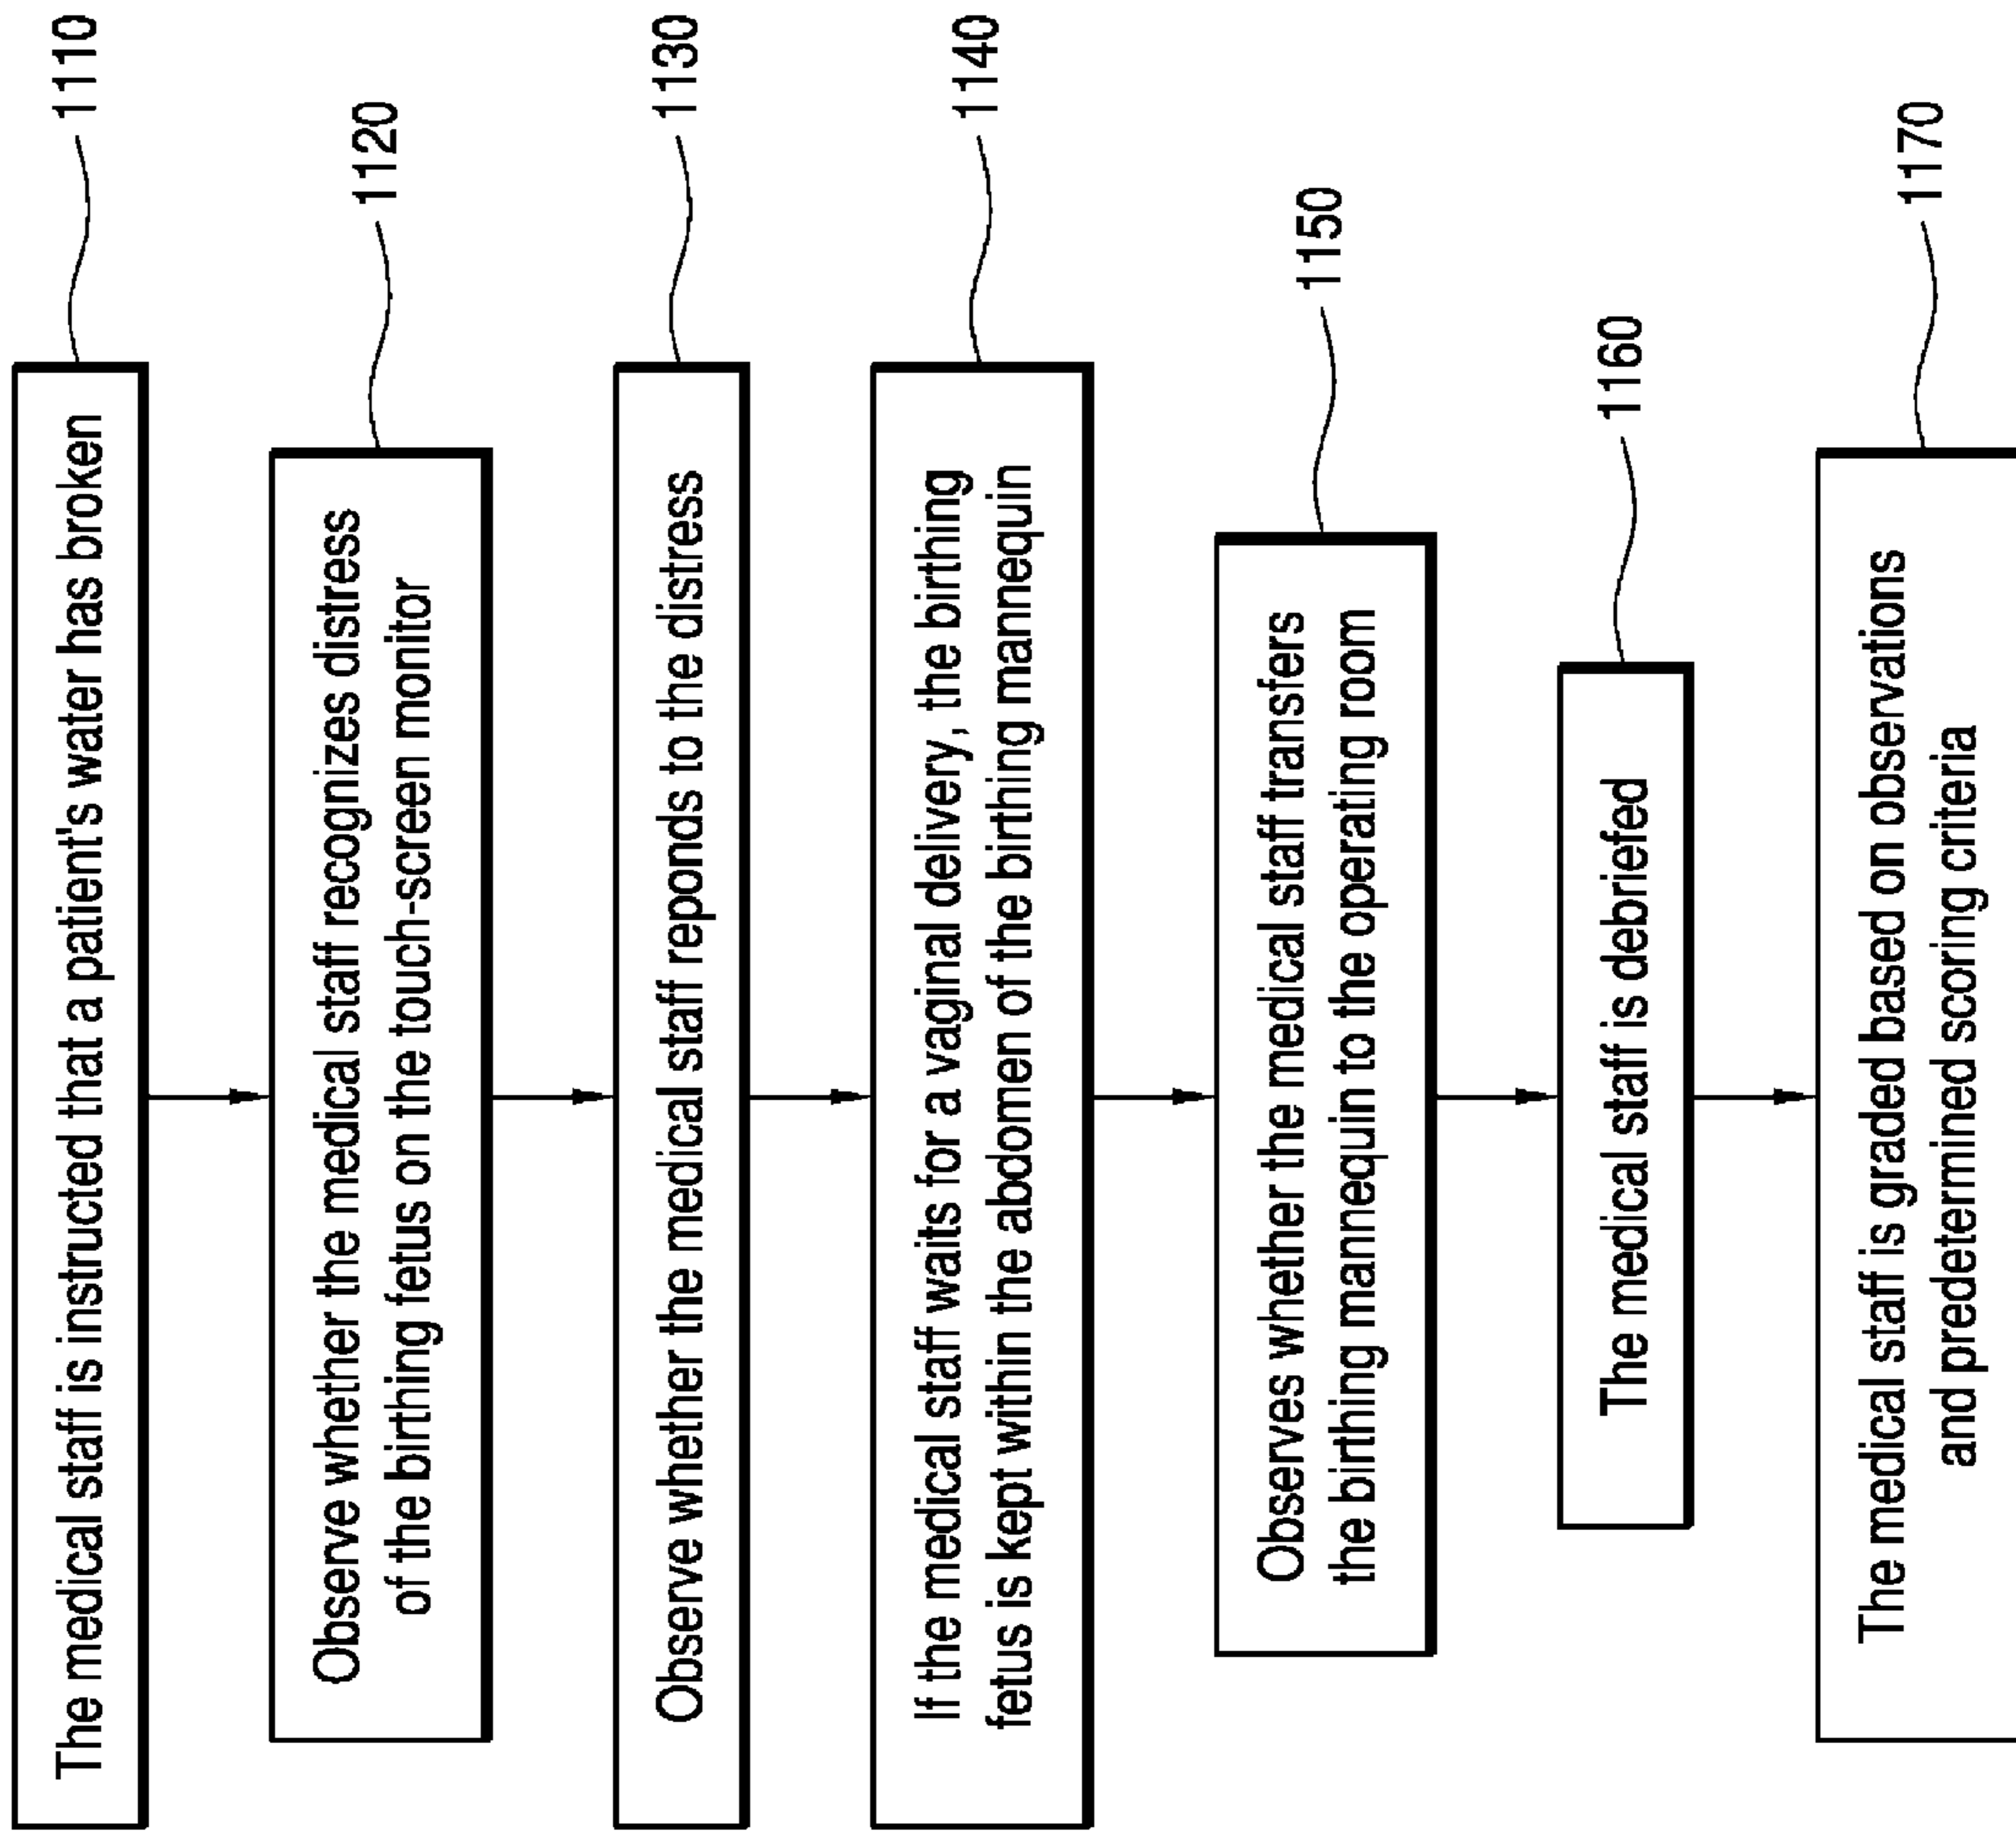 The medical staff is instructed that a patient's water has broken
1110
Observe whether the medical staff recognizes distress
of the birthing fetus on the touch-screen monitor
1120
Observe whether the medical staff reponds to the distress
1130
If the medical staff waits for a vaginal delivery, the birthing
fetus is kept within the abdomen of the birthing mannequin
1140
Observes whether the medical staff transfers
the birthing mannequin to the operating room
1150
The medical staff is debriefed
1160
The medical staff is graded based on observations
and predetermined scoring criteria
1170